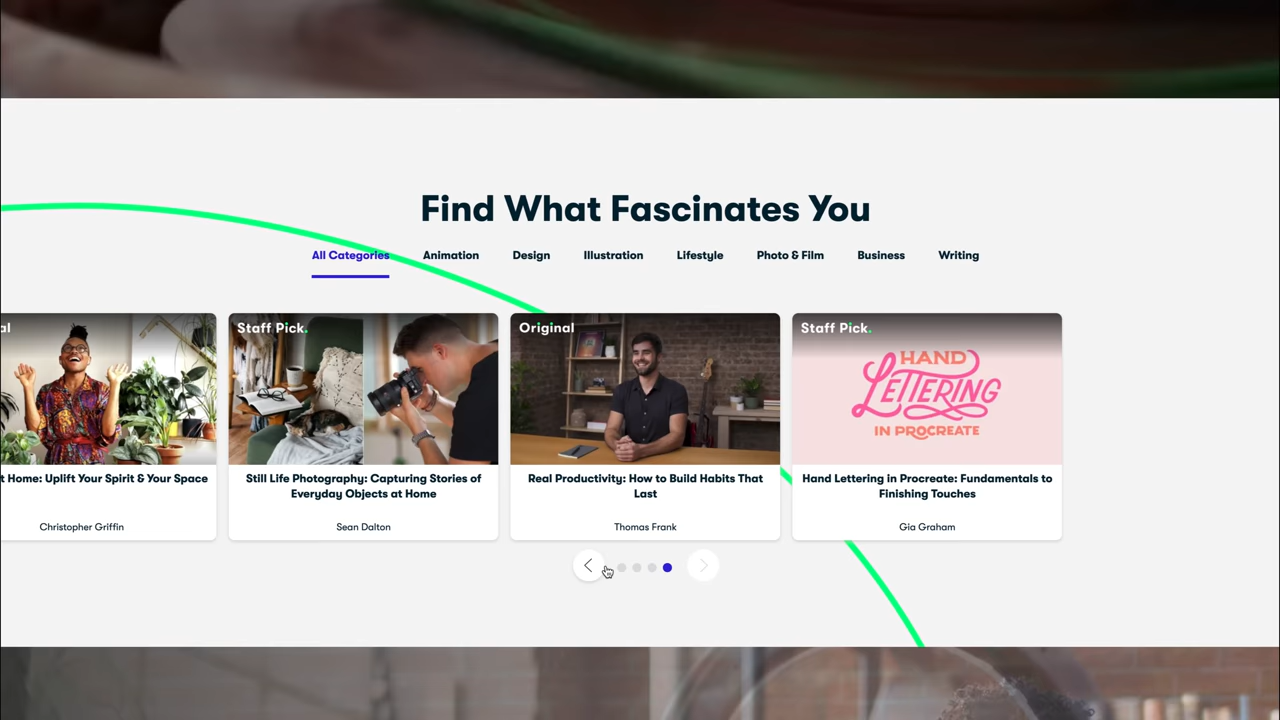 Find What Fascinates You
All Categories Animation Design Illustration Lifestyle Photo & Film Business Writing
al
Staff Pick.
Original
Staff Pick.
HAND
LETTERING
IN PROCREATE
t Home: Uplift Your Spirit & Your Space
Christopher Griffin
Still Life Photography: Capturing Stories of
Everyday Objects at Home
Sean Dalton
Real Productivity: How to Build Habits That
Last
Thomas Frank
Hand Lettering in Procreate: Fundamentals to
Finishing Touches
Gia Graham